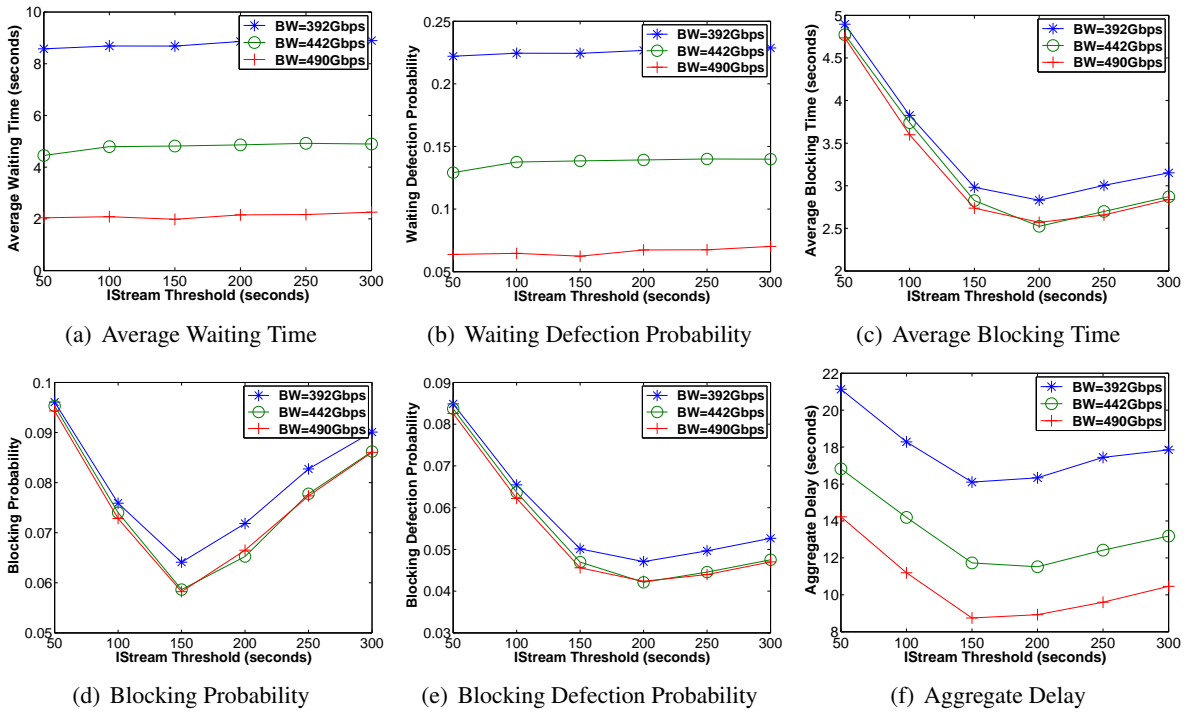 10
8
6
4
2
0
50 100 150 200 250 300
Average Waiting Time (seconds)
IStream Threshold (seconds)
BW=392Gbps
BW=442Gbps
BW=490Gbps
(a) Average Waiting Time
0.25
0.2
0.15
0.1
0.05
50 100 150 200 250 300
Waiting Defection Probability
IStream Threshold (seconds)
BW=392Gbps
BW=442Gbps
BW=490Gbps
(b) Waiting Defection Probability
5
4.5
4
3.5
3
2.5
2
50 100 150 200 250 300
Average Blocking Time (seconds)
IStream Threshold (seconds)
BW=392Gbps
BW=442Gbps
BW=490Gbps
(c) Average Blocking Time
0.1
0.09
0.08
0.07
0.06
0.05
50 100 150 200 250 300
Blocking Probability
IStream Threshold (seconds)
BW=392Gbps
BW=442Gbps
BW=490Gbps
(d) Blocking Probability
0.09
0.08
0.07
0.06
0.05
0.04
0.03
50 100 150 200 250 300
Blocking Defection Probability
IStream Threshold (seconds)
BW=392Gbps
BW=442Gbps
BW=490Gbps
(e) Blocking Defection Probability
22
20
18
16
14
12
10
8
50 100 150 200 250 300
Aggregate Delay (seconds)
IStream Threshold (seconds)
BW=392Gbps
BW=442Gbps
BW=490Gbps
(f) Aggregate Delay